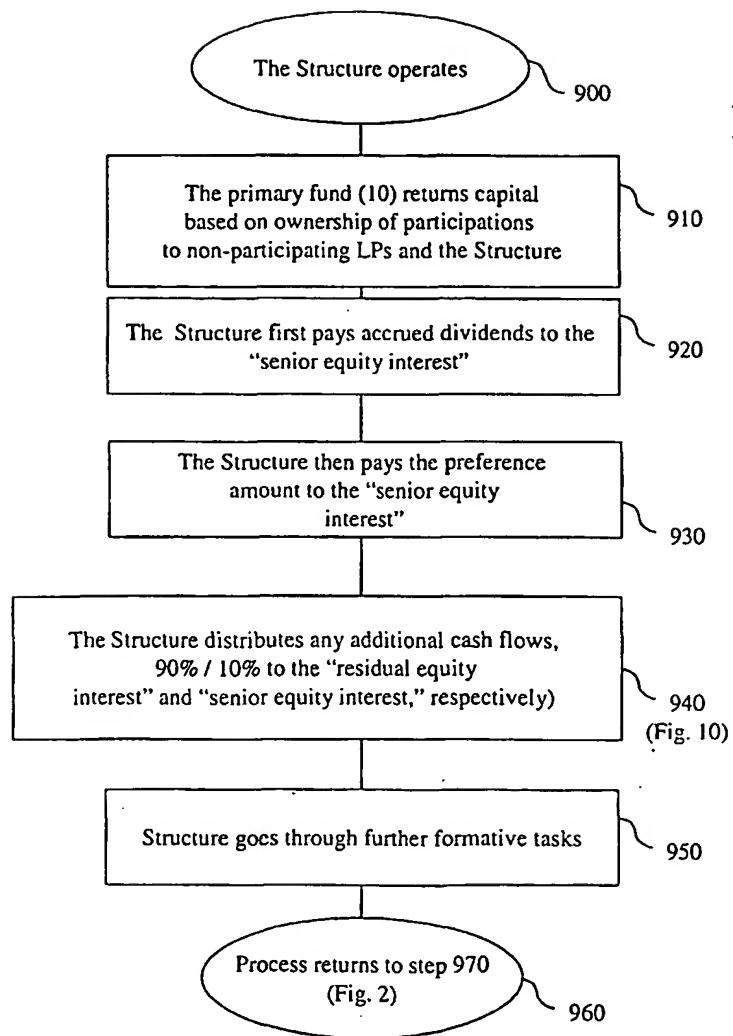 The Structure operates
900
The primary fund (10) returns capital
based on ownership of participations
to non-participating LPs and the Structure
910
The Structure first pays accrued dividends to the
"senior equity interest"
920
The Structure then pays the preference
amount to the "senior equity
interest"
930
The Structure distributes any additional cash flows,
90% / 10% to the "residual equity
interest" and "senior equity interest," respectively)
940
(Fig. 10)
Structure goes through further formative tasks
950
Process returns to step 970
(Fig. 2)
960